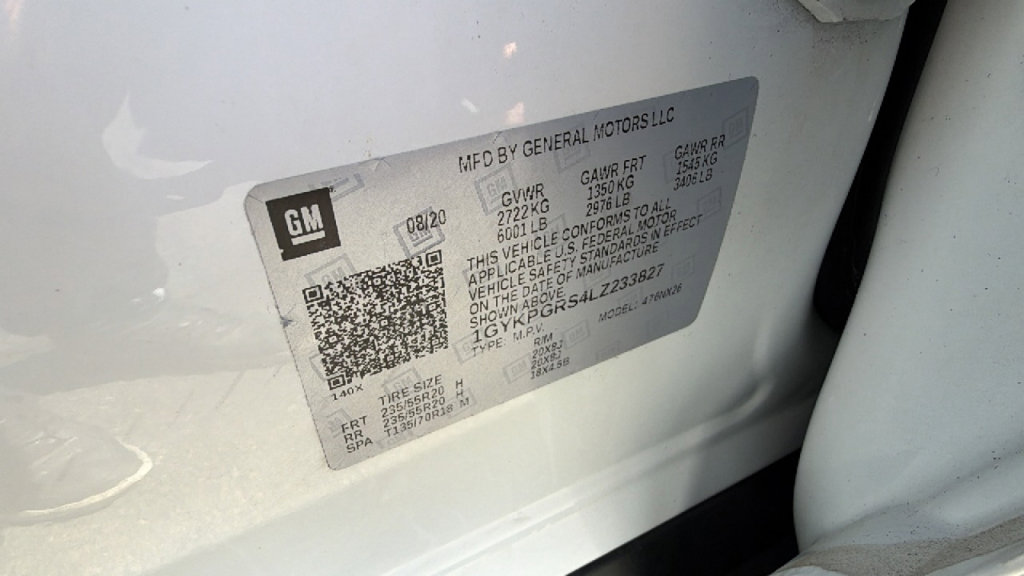 MFD BY GENERAL MOTORS LLC
GM
08/20
GVWR GAWR FRT GAWR RR
2722 KG 1350 KG 1545 KG
6001 LB 2976 LB 3406 LB
THIS VEHICLE CONFORMS TO ALL
APPLICABLE U.S. FEDERAL MOTOR
VEHICLE SAFETY STANDARDS IN EFFECT
ON THE DATE OF MANUFACTURE
SHOWN ABOVE
1GYKPGRS4LZ233827
TYPE: M.P.V. MODEL: 476NX26
140X
TIRE SIZE RIM
FRT 235/55R20 H 20X8J
RR 235/55R20 H 20X8J
SPA T135/70R18 M 18X4.5B